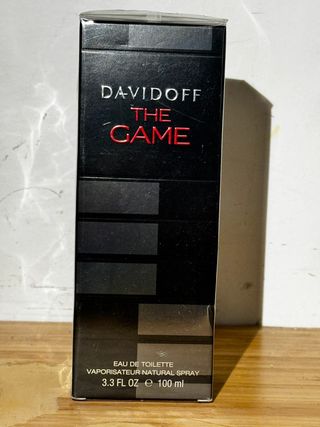 DAVIDOFF
THE
GAME
EAU DE TOILETTE
VAPORISATEUR NATURAL SPRAY
3.3 FL OZ ℮ 100 ml